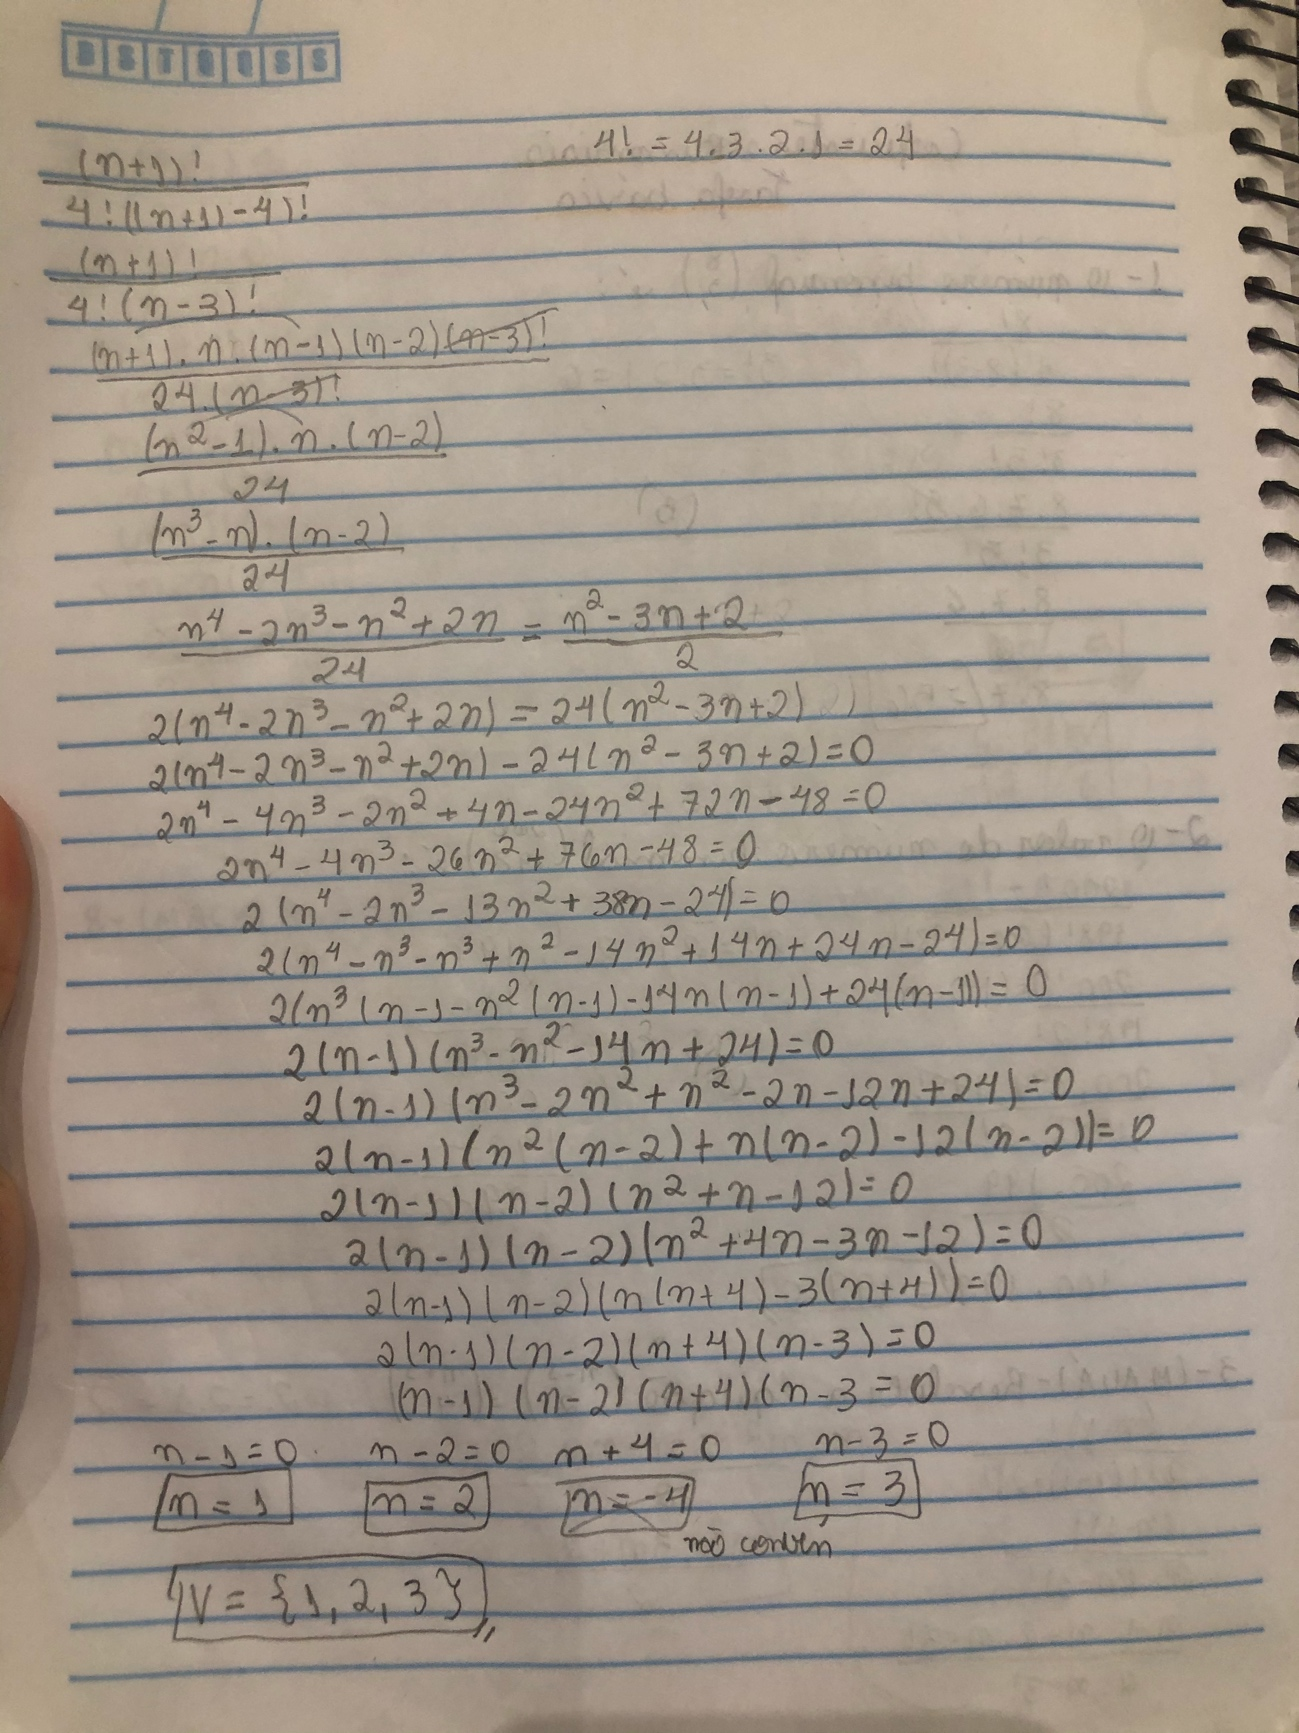 ESTUDOS
4! = 4.3.2.1 = 24
(n+1)!
4!((n+1)-4)!
(n+1)!
4!(n-3)!
(n+1).n.(n-1)(n-2)(n-3)!
24.(n-3)!
(n²-1).n.(n-2)
24
(n³-n).(n-2)
24
n⁴-2n³-n²+2n = n²-3n+2
24 2
2(n⁴-2n³-n²+2n) = 24(n²-3n+2)
2(n⁴-2n³-n²+2n)-24(n²-3n+2)=0
2n⁴-4n³-2n²+4n-24n²+72n-48=0
2n⁴-4n³-26n²+76n-48=0
2(n⁴-2n³-13n²+38n-24)=0
2(n⁴-n³-n³+n²-14n²+14n+24n-24)=0
2(n³(n-1-n²(n-1)-14n(n-1)+24(n-1))=0
2(n-1)(n³-n²-14n+24)=0
2(n-1)(n³-2n²+n²-2n-12n+24)=0
2(n-1)(n²(n-2)+n(n-2)-12(n-2))=0
2(n-1)(n-2)(n²+n-12)=0
2(n-1)(n-2)(n²+4n-3n-12)=0
2(n-1)(n-2)(n(n+4)-3(n+4))=0
2(n-1)(n-2)(n+4)(n-3)=0
(n-1)(n-2)(n+4)(n-3=0
n-1=0 n-2=0 n+4=0 n-3=0
n=1 n=2 n=-4 n=3
não convém
V={1,2,3}